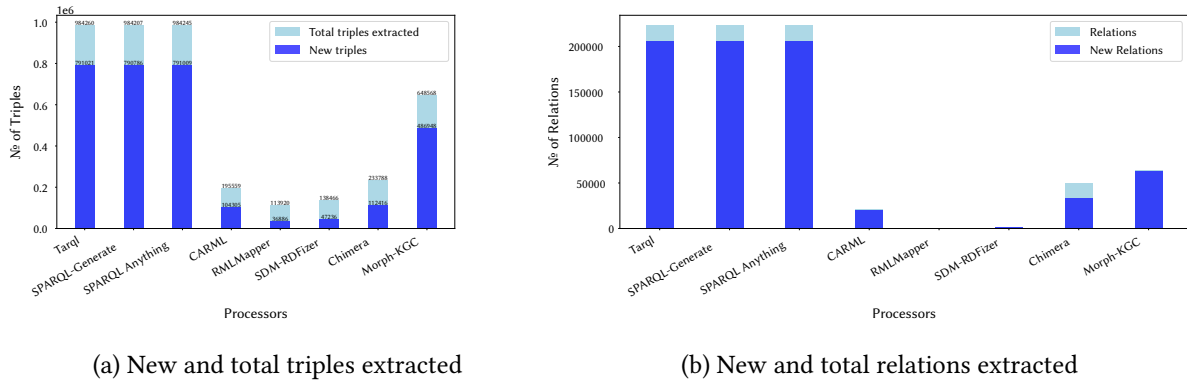 1e6
984260
984207
984245
791021
790786
791009
648568
486948
195559
104305
113920
36886
138466
47236
233788
112416
Total triples extracted
New triples
1.0
0.8
0.6
0.4
0.2
0.0
№ of Triples
Tarql
SPARQL-Generate
SPARQL Anything
CARML
RMLMapper
SDM-RDFizer
Chimera
Morph-KGC
Processors
(a) New and total triples extracted
Relations
New Relations
200000
150000
100000
50000
0
№ of Relations
Tarql
SPARQL-Generate
SPARQL Anything
CARML
RMLMapper
SDM-RDFizer
Chimera
Morph-KGC
Processors
(b) New and total relations extracted